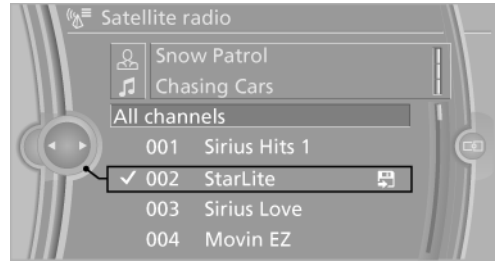 Satellite radio
Snow Patrol
Chasing Cars
All channels
001 Sirius Hits 1
002 StarLite
003 Sirius Love
004 Movin EZ